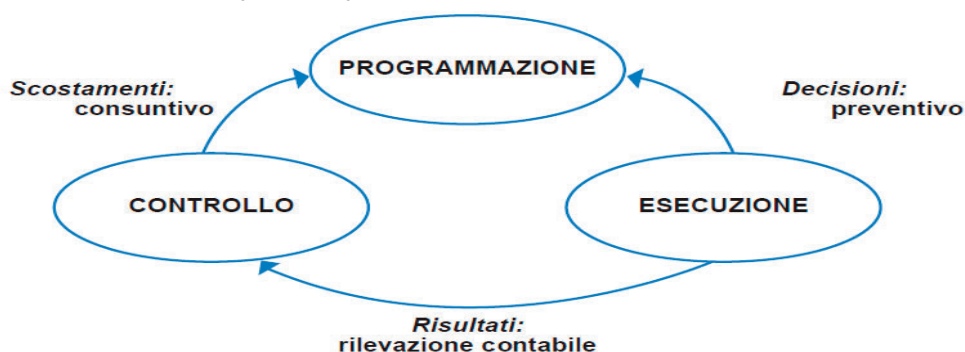 PROGRAMMAZIONE
Scostamenti:
consuntivo
Decisioni:
preventivo
CONTROLLO
ESECUZIONE
Risultati:
rilevazione contabile